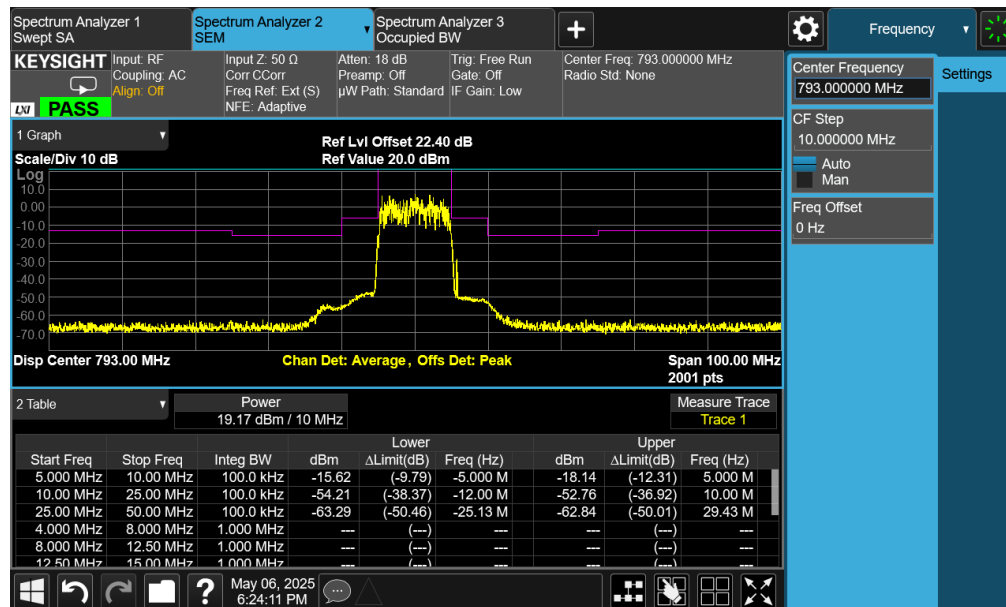 Spectrum Analyzer 1
Swept SA
Spectrum Analyzer 2
SEM
Spectrum Analyzer 3
Occupied BW
Frequency
KEYSIGHT
LXI
PASS
Input: RF
Coupling: AC
Align: Off
Input Z: 50 Ω
Corr CCorr
Freq Ref: Ext (S)
NFE: Adaptive
Atten: 18 dB
Preamp: Off
µW Path: Standard
Trig: Free Run
Gate: Off
IF Gain: Low
Center Freq: 793.000000 MHz
Radio Std: None
Center Frequency
793.000000 MHz
Settings
CF Step
10.000000 MHz
Auto
Man
Freq Offset
0 Hz
1 Graph
Scale/Div 10 dB
Ref Lvl Offset 22.40 dB
Ref Value 20.0 dBm
Log
10.0
0.00
-10.0
-20.0
-30.0
-40.0
-50.0
-60.0
-70.0
Disp Center 793.00 MHz
Chan Det: Average , Offs Det: Peak
Span 100.00 MHz
2001 pts
2 Table
Power
19.17 dBm / 10 MHz
Measure Trace
Trace 1
Lower Upper
Start Freq Stop Freq Integ BW dBm ΔLimit(dB) Freq (Hz) dBm ΔLimit(dB) Freq (Hz)
5.000 MHz 10.00 MHz 100.0 kHz -15.62 (-9.79) -5.000 M -18.14 (-12.31) 5.000 M
10.00 MHz 25.00 MHz 100.0 kHz -54.21 (-38.37) -12.00 M -52.76 (-36.92) 10.00 M
25.00 MHz 50.00 MHz 100.0 kHz -63.29 (-50.46) -25.13 M -62.84 (-50.01) 29.43 M
4.000 MHz 8.000 MHz 1.000 MHz --- (---) --- --- (---) ---
8.000 MHz 12.50 MHz 1.000 MHz --- (---) --- --- (---) ---
12.50 MHz 15.00 MHz 1.000 MHz --- (---) --- --- (---) ---
May 06, 2025
6:24:11 PM